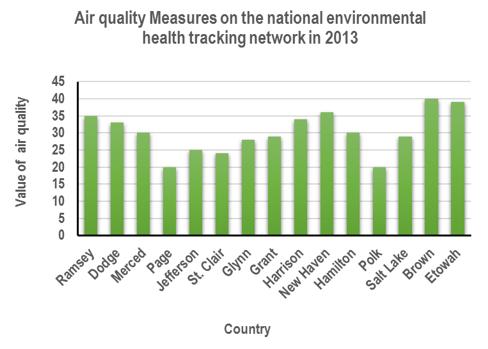 Air quality Measures on the national environmental
health tracking network in 2013
Value of air quality
45
40
35
30
25
20
15
10
5
0
Ramsey
Dodge
Merced
Page
Jefferson
St. Clair
Glynn
Grant
Harrison
New Haven
Hamilton
Polk
Salt Lake
Brown
Etowah
Country